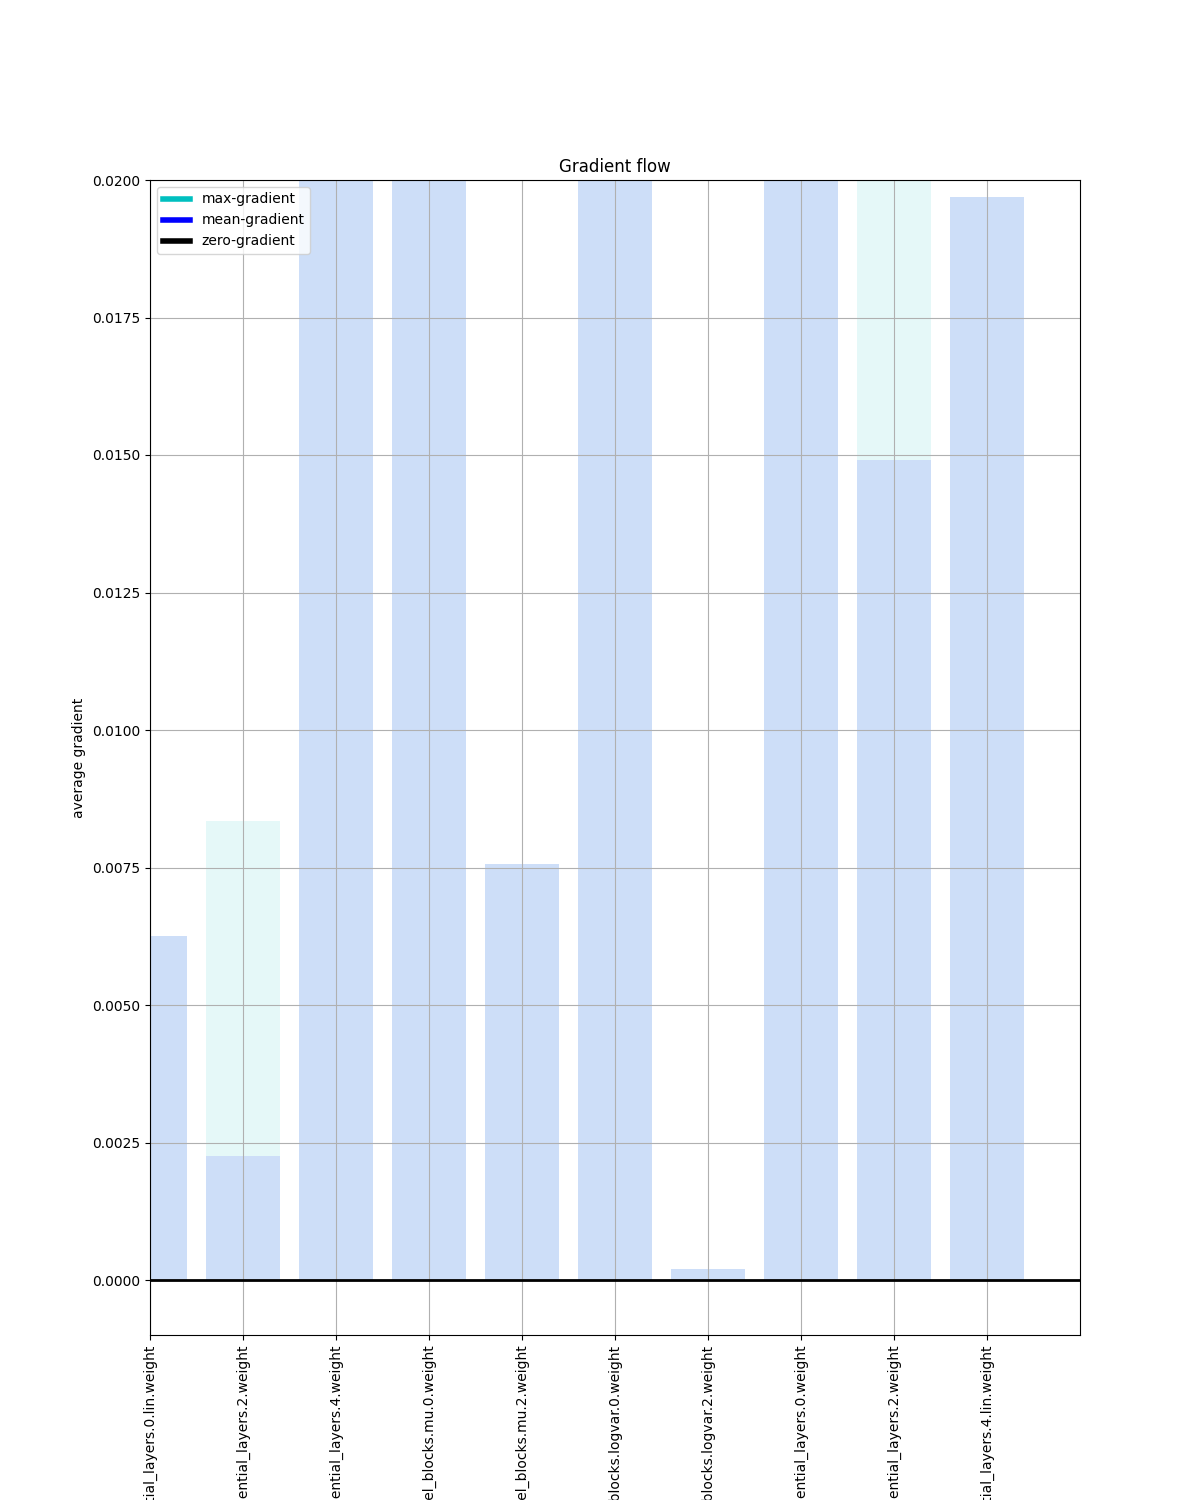 Gradient flow
max-gradient
mean-gradient
zero-gradient
0.0200
0.0175
0.0150
0.0125
0.0100
0.0075
0.0050
0.0025
0.0000
average gradient
tial_layers.0.lin.weight
ential_layers.2.weight
ential_layers.4.weight
el_blocks.mu.0.weight
el_blocks.mu.2.weight
blocks.logvar.0.weight
blocks.logvar.2.weight
ential_layers.0.weight
ential_layers.2.weight
tial_layers.4.lin.weight